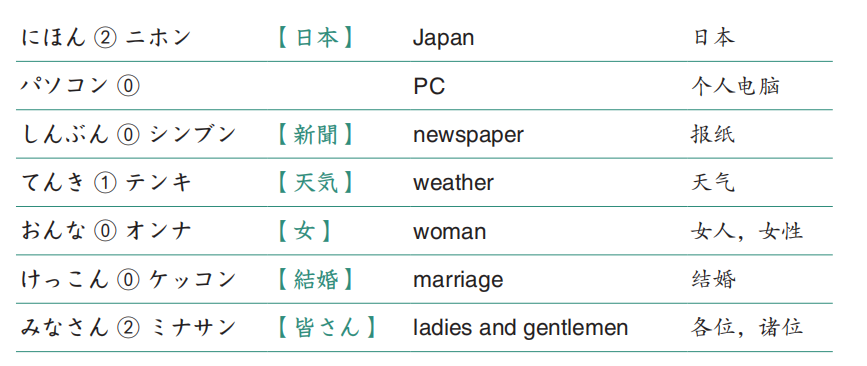 にほん ② ニホン 【日本】 Japan 日本
パソコン ⓪ PC 个人电脑
しんぶん ⓪ シンブン 【新聞】 newspaper 报纸
てんき ① テンキ 【天気】 weather 天气
おんな ⓪ オンナ 【女】 woman 女人，女性
けっこん ⓪ ケッコン 【結婚】 marriage 结婚
みなさん ② ミナサン 【皆さん】 ladies and gentlemen 各位，诸位